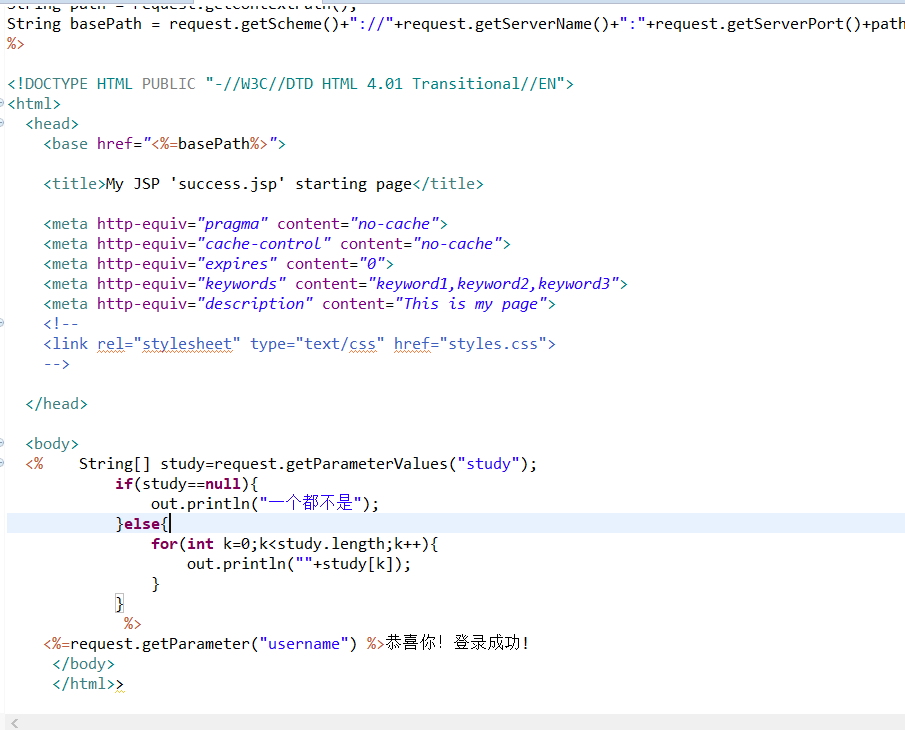 String path = request.getContextPath();
String basePath = request.getScheme()+"://"+request.getServerName()+":"+request.getServerPort()+path
%>
<!DOCTYPE HTML PUBLIC "-//W3C//DTD HTML 4.01 Transitional//EN">
<html>
<head>
<base href="<%=basePath%>">
<title>My JSP 'success.jsp' starting page</title>
<meta http-equiv="pragma" content="no-cache">
<meta http-equiv="cache-control" content="no-cache">
<meta http-equiv="expires" content="0">
<meta http-equiv="keywords" content="keyword1,keyword2,keyword3">
<meta http-equiv="description" content="This is my page">
<!--
<link rel="stylesheet" type="text/css" href="styles.css">
-->
</head>
<body>
<% String[] study=request.getParameterValues("study");
if(study==null){
out.println("一个都不是");
}else{
for(int k=0;k<study.length;k++){
out.println(""+study[k]);
}
}
%>
<%=request.getParameter("username") %>恭喜你! 登录成功!
</body>
</html>>